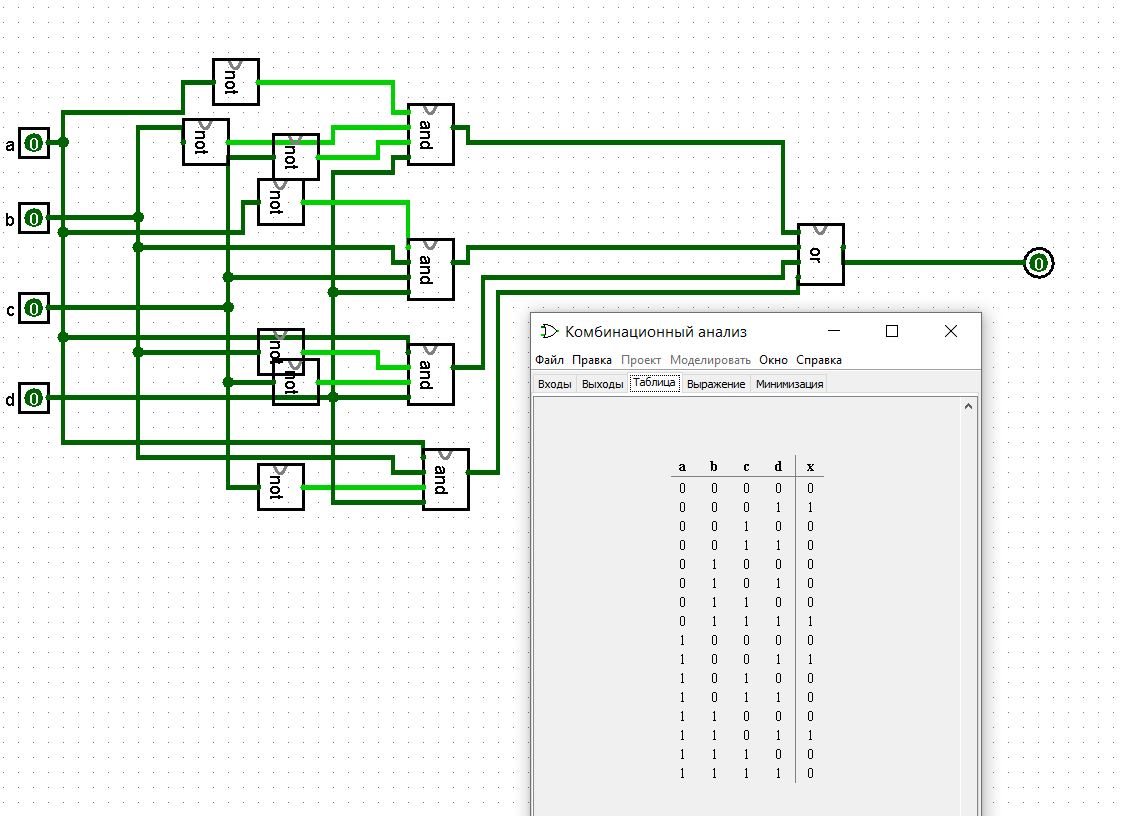 not
a 0
not
and
not
not
b 0
and
or
0
c 0
not
not
and
d 0
and
not
Комбинационный анализ
Файл Правка Проект Моделировать Окно Справка
Входы Выходы Таблица Выражение Минимизация
a b c d x
0 0 0 0 0
0 0 0 1 1
0 0 1 0 0
0 0 1 1 0
0 1 0 0 0
0 1 0 1 0
0 1 1 0 0
0 1 1 1 1
1 0 0 0 0
1 0 0 1 1
1 0 1 0 0
1 0 1 1 0
1 1 0 0 0
1 1 0 1 1
1 1 1 0 0
1 1 1 1 0